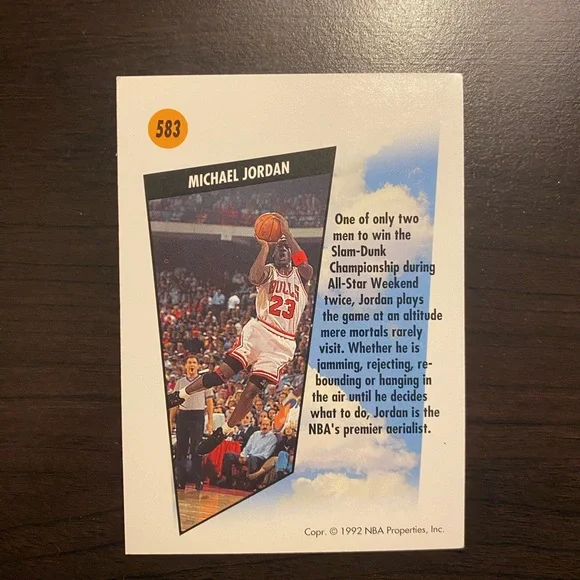 583
MICHAEL JORDAN
BULLS
23
One of only two
men to win the
Slam-Dunk
Championship during
All-Star Weekend
twice, Jordan plays
the game at an altitude
mere mortals rarely
visit. Whether he is
jamming, rejecting, re-
bounding or hanging in
the air until he decides
what to do, Jordan is the
NBA's premier aerialist.
Copr. © 1992 NBA Properties, Inc.